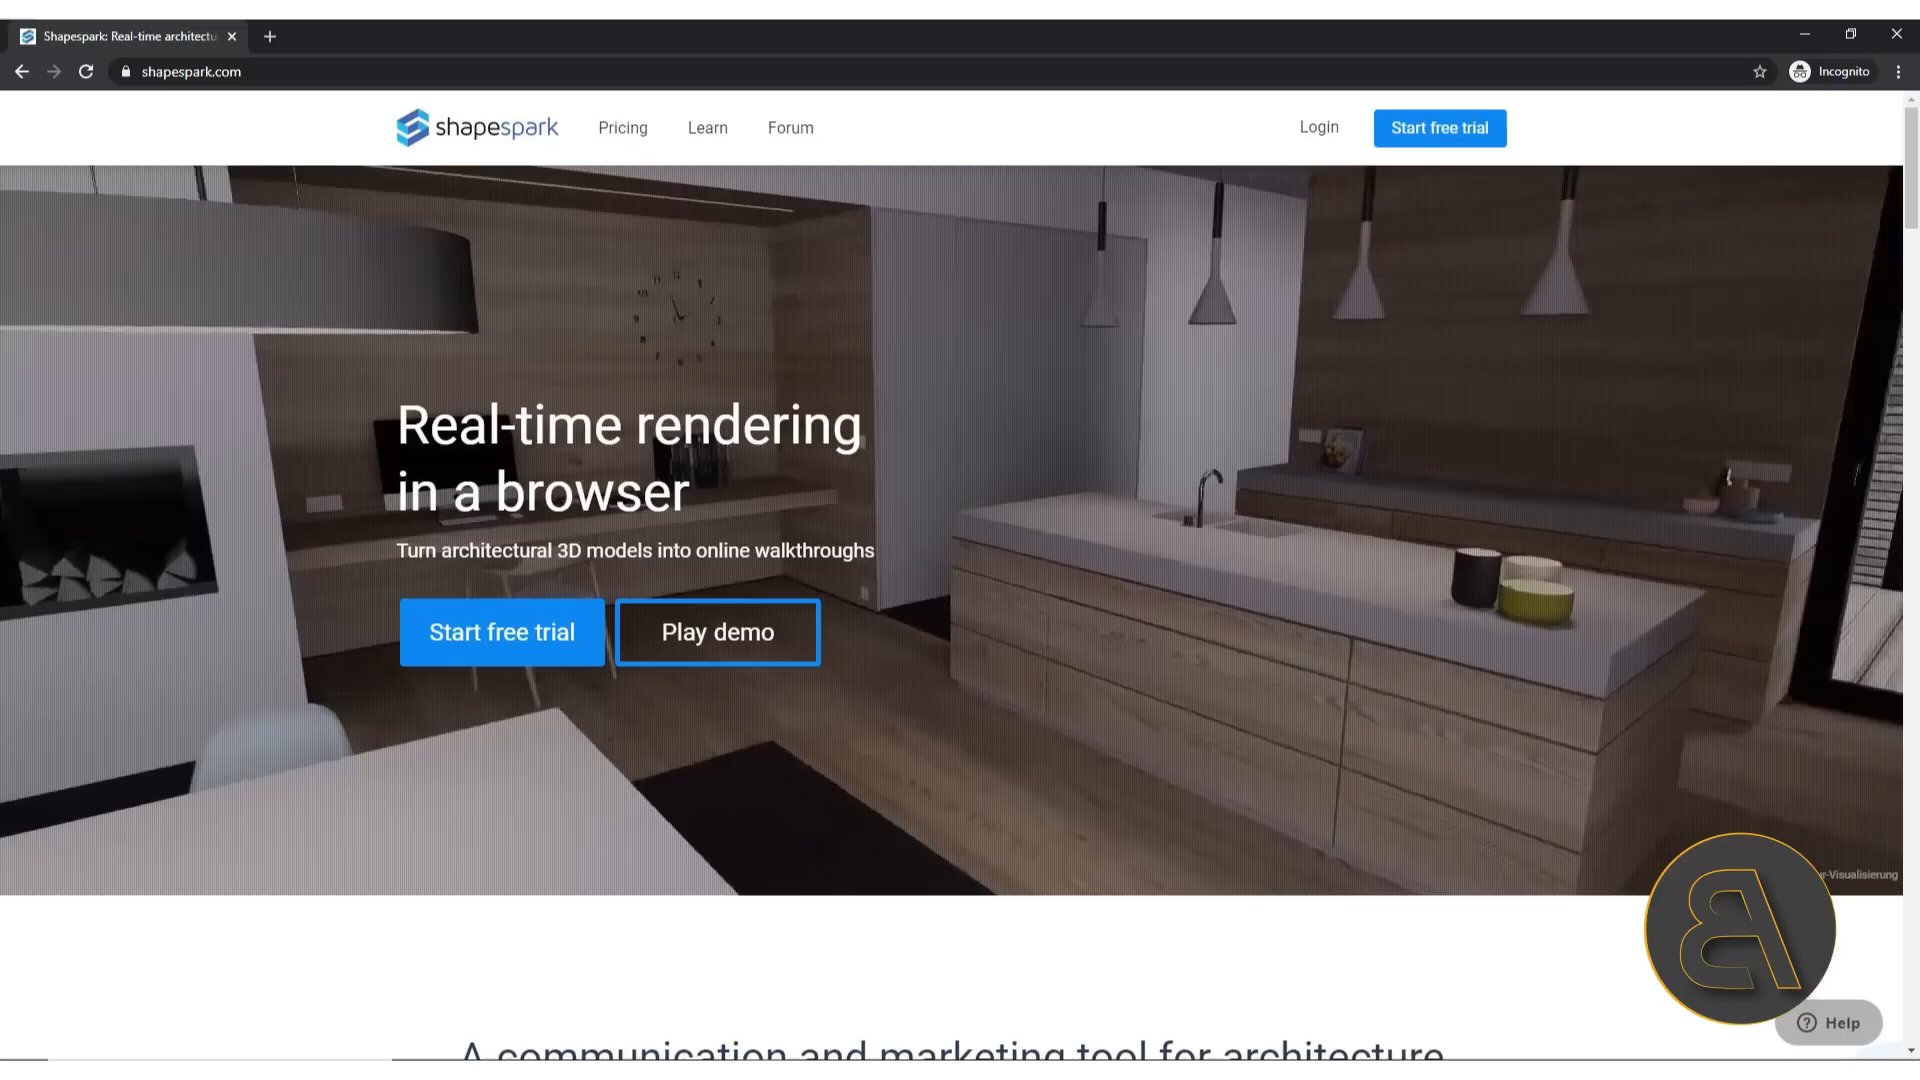 Shapespark: Real-time architectu
shapespark.com
Incognito
shapespark
Pricing
Learn
Forum
Login
Start free trial
Real-time rendering
in a browser
Turn architectural 3D models into online walkthroughs
Start free trial
Play demo
r-Visualisierung
Help
A communication and marketing tool for architecture